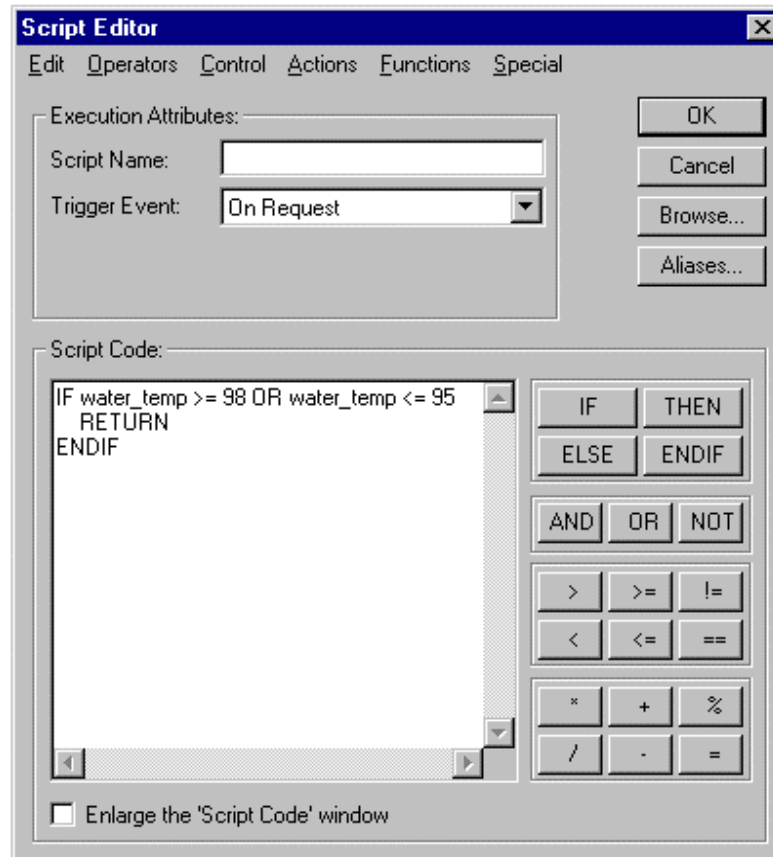 Script Editor
Edit Operators Control Actions Functions Special
Execution Attributes:
Script Name:
Trigger Event: On Request
OK
Cancel
Browse...
Aliases...
Script Code:
IF water_temp >= 98 OR water_temp <= 95
RETURN
ENDIF
IF THEN
ELSE ENDIF
AND OR NOT
> >= !=
< <= ==
* + %
/ - =
Enlarge the 'Script Code' window